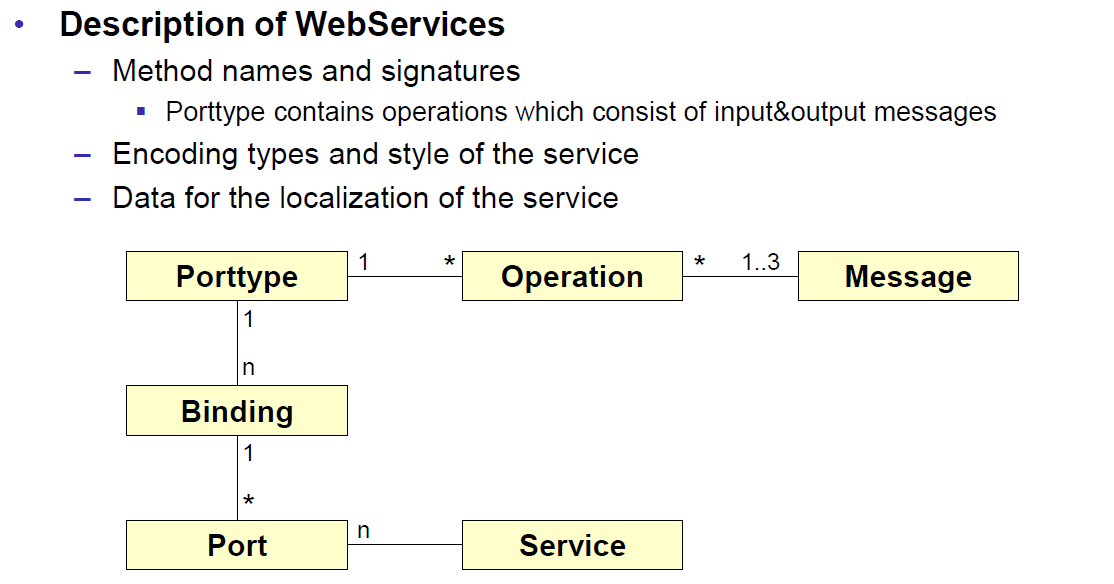 • Description of WebServices
– Method names and signatures
▪ Porttype contains operations which consist of input&output messages
– Encoding types and style of the service
– Data for the localization of the service
Porttype 1 * Operation * 1..3 Message
1
n
Binding
1
*
Port n Service